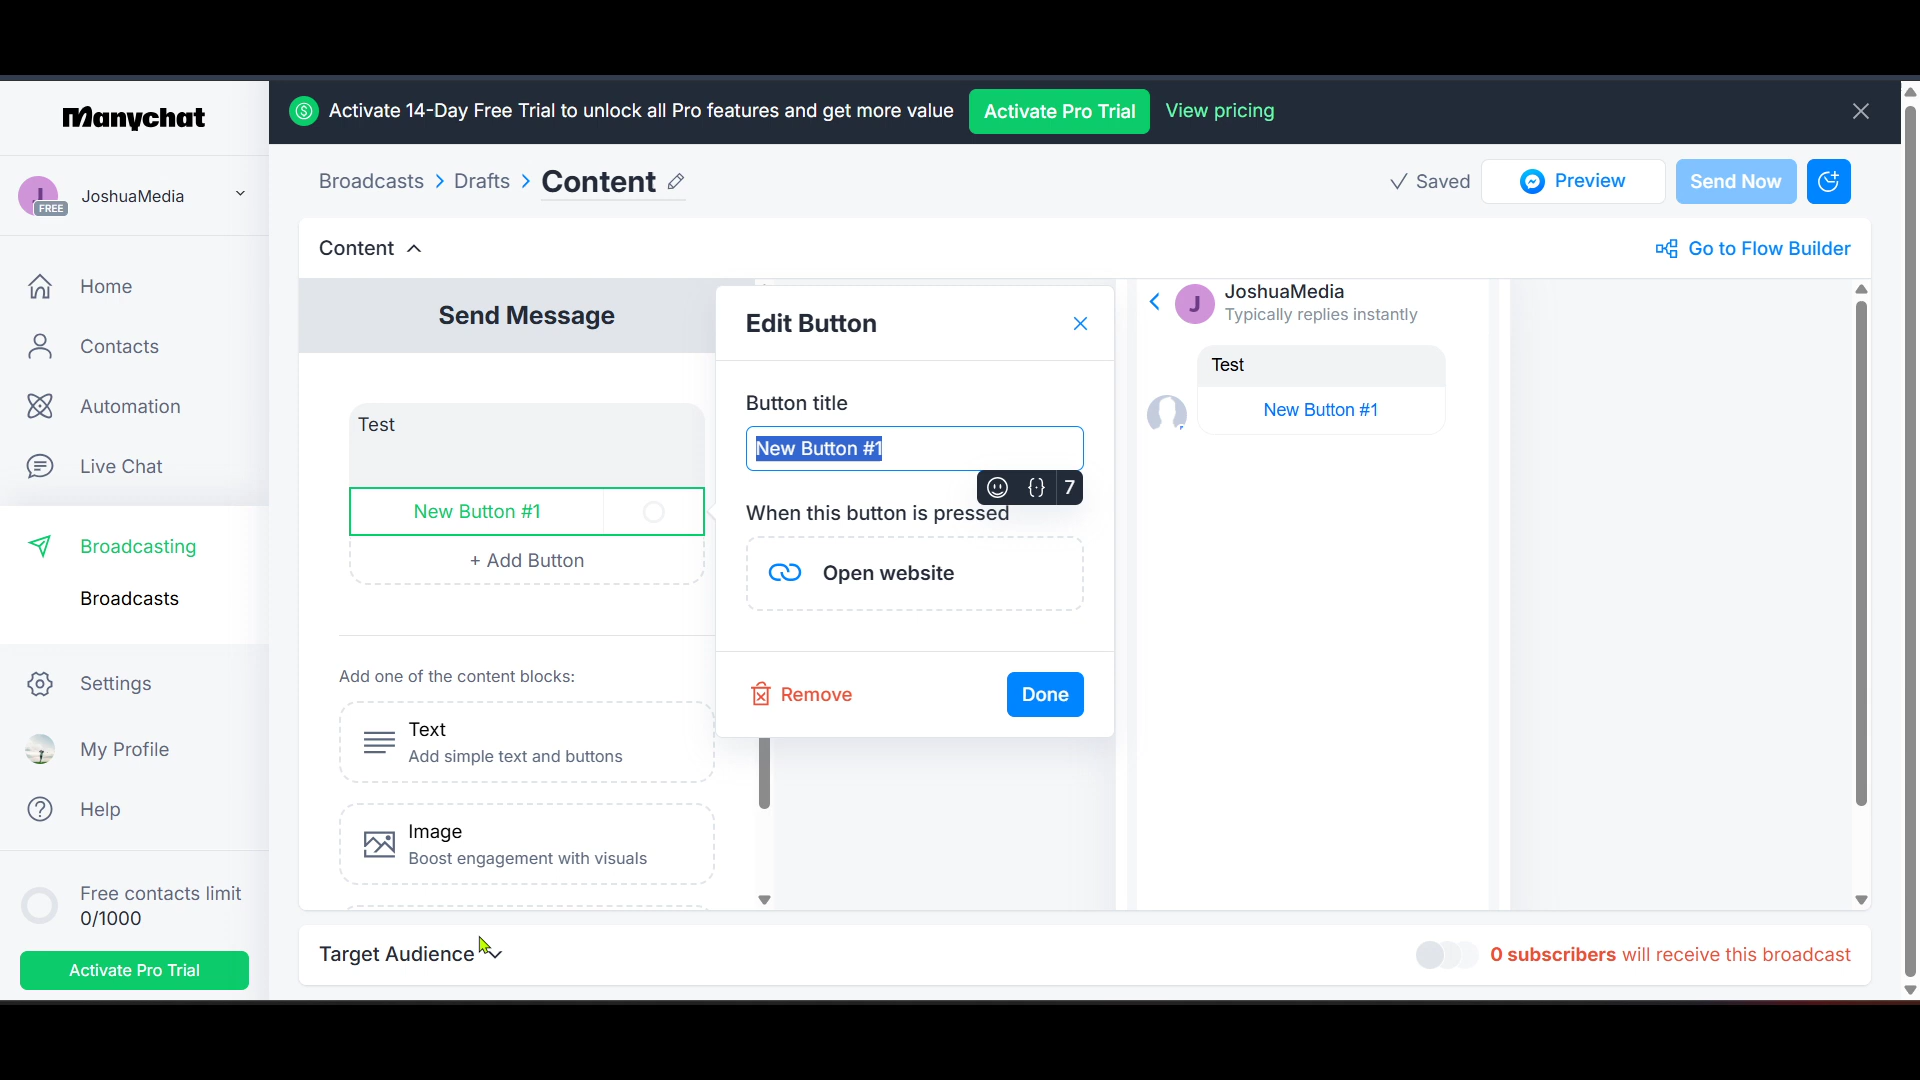 Manychat
Activate 14-Day Free Trial to unlock all Pro features and get more value
Activate Pro Trial
View pricing
J
FREE
JoshuaMedia
Broadcasts > Drafts > Content
Saved
Preview
Send Now
Content
Go to Flow Builder
Home
Contacts
Automation
Live Chat
Broadcasting
Broadcasts
Settings
My Profile
Help
Free contacts limit
0/1000
Activate Pro Trial
Send Message
Test
New Button #1
+ Add Button
Add one of the content blocks:
Text
Add simple text and buttons
Image
Boost engagement with visuals
Edit Button
Button title
New Button #1
7
When this button is pressed
Open website
Remove
Done
J
JoshuaMedia
Typically replies instantly
Test
New Button #1
Target Audience
0 subscribers will receive this broadcast